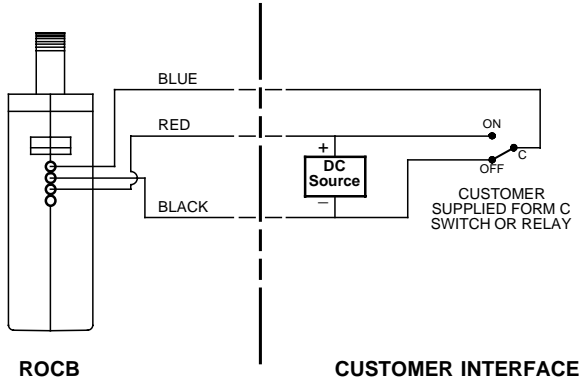 BLUE
RED
ON
+
DC
Source
C
OFF
–
BLACK
CUSTOMER
SUPPLIED FORM C
SWITCH OR RELAY
ROCB
CUSTOMER INTERFACE